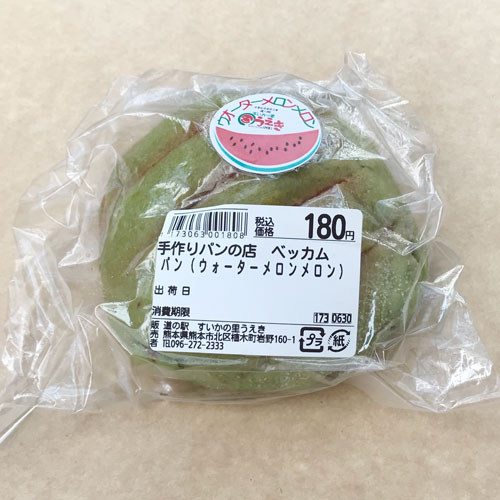 ウォーターメロンメロン
うえき
税込
価格
180円
173063001808
手作りパンの店 ベッカム
パン(ウォーターメロンメロン)
出荷日
消費期限
173 0630
販売者
道の駅 すいかの里うえき
熊本県熊本市北区植木町岩野160-1
TEL096-272-2333
プラ
紙